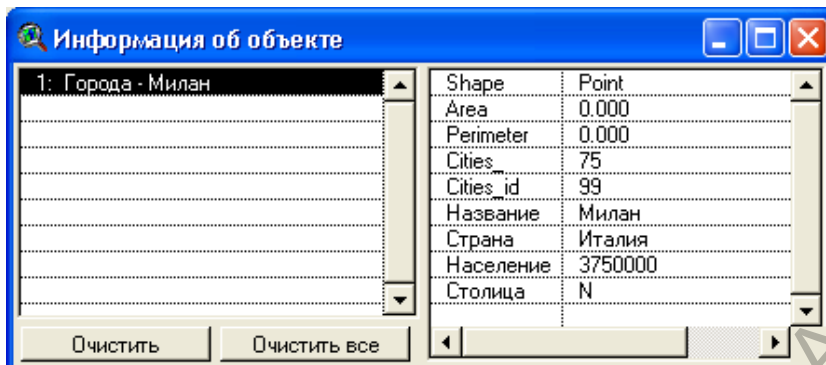 Информация об объекте
1: Города - Милан
Shape Point
Area 0.000
Perimeter 0.000
Cities_ 75
Cities_id 99
Название Милан
Страна Италия
Население 3750000
Столица N
Очистить Очистить все